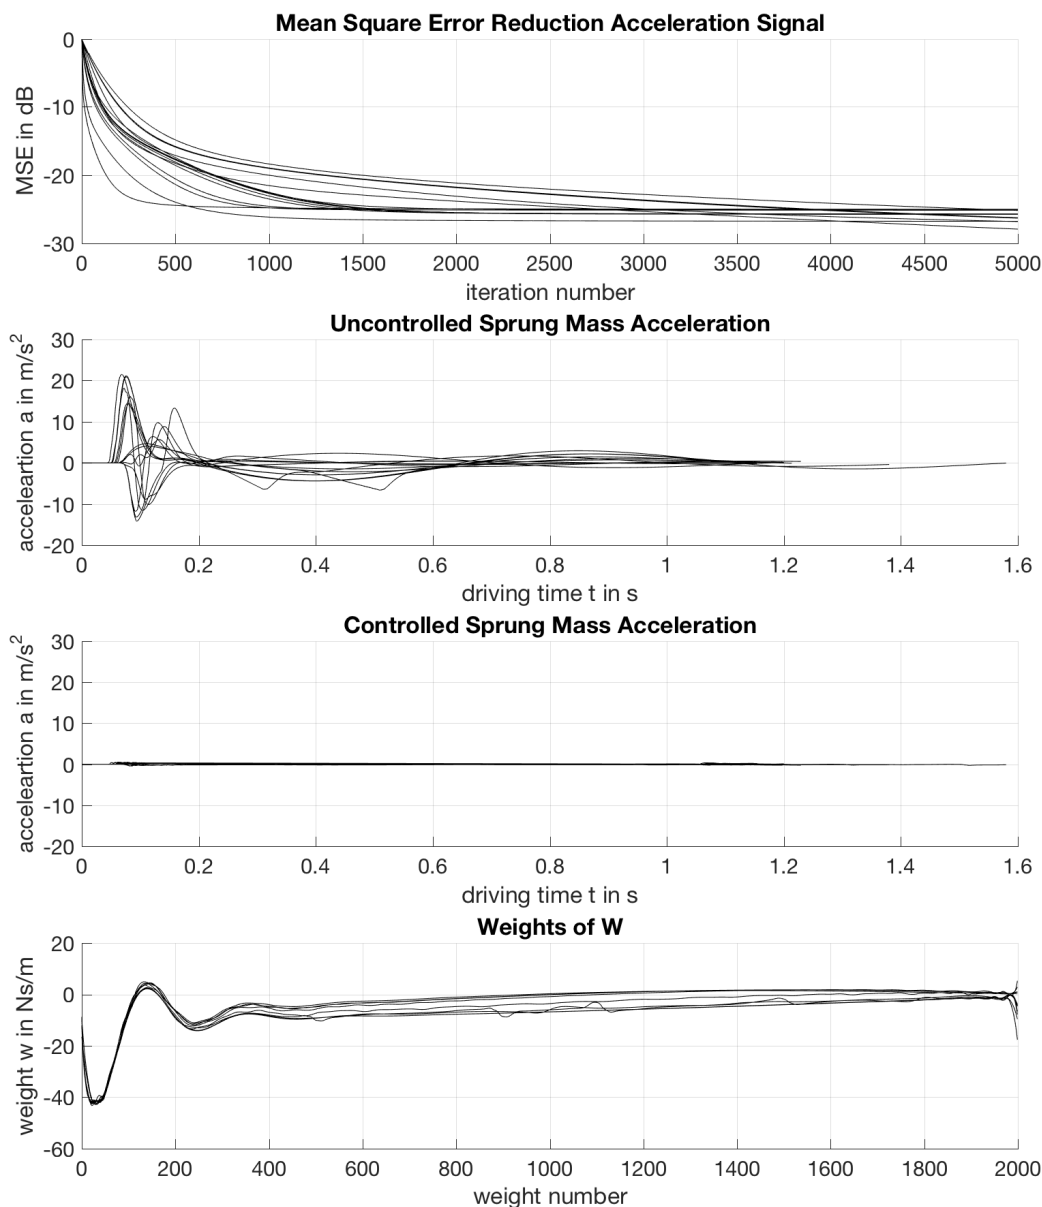 Mean Square Error Reduction Acceleration Signal
0
-10
-20
-30
MSE in dB
0 500 1000 1500 2000 2500 3000 3500 4000 4500 5000
iteration number
Uncontrolled Sprung Mass Acceleration
30
20
10
0
-10
-20
acceleartion a in m/s²
0 0.2 0.4 0.6 0.8 1 1.2 1.4 1.6
driving time t in s
Controlled Sprung Mass Acceleration
30
20
10
0
-10
-20
acceleartion a in m/s²
0 0.2 0.4 0.6 0.8 1 1.2 1.4 1.6
driving time t in s
Weights of W
20
0
-20
-40
-60
weight w in Ns/m
0 200 400 600 800 1000 1200 1400 1600 1800 2000
weight number